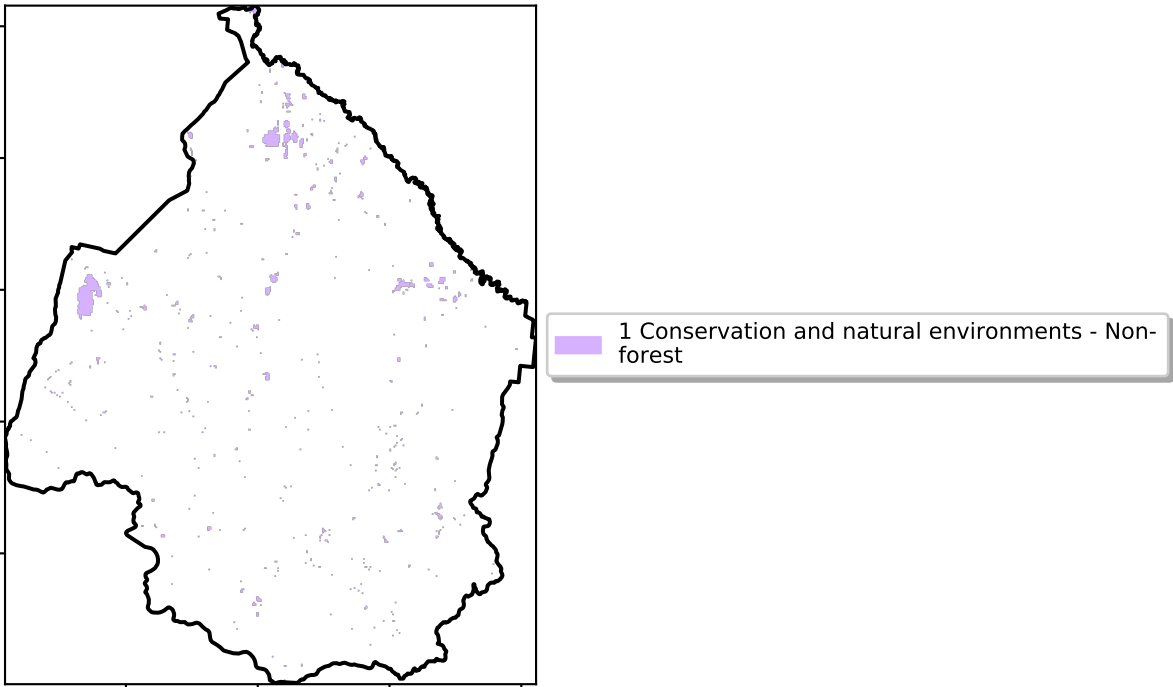 1 Conservation and natural environments - Non-
forest